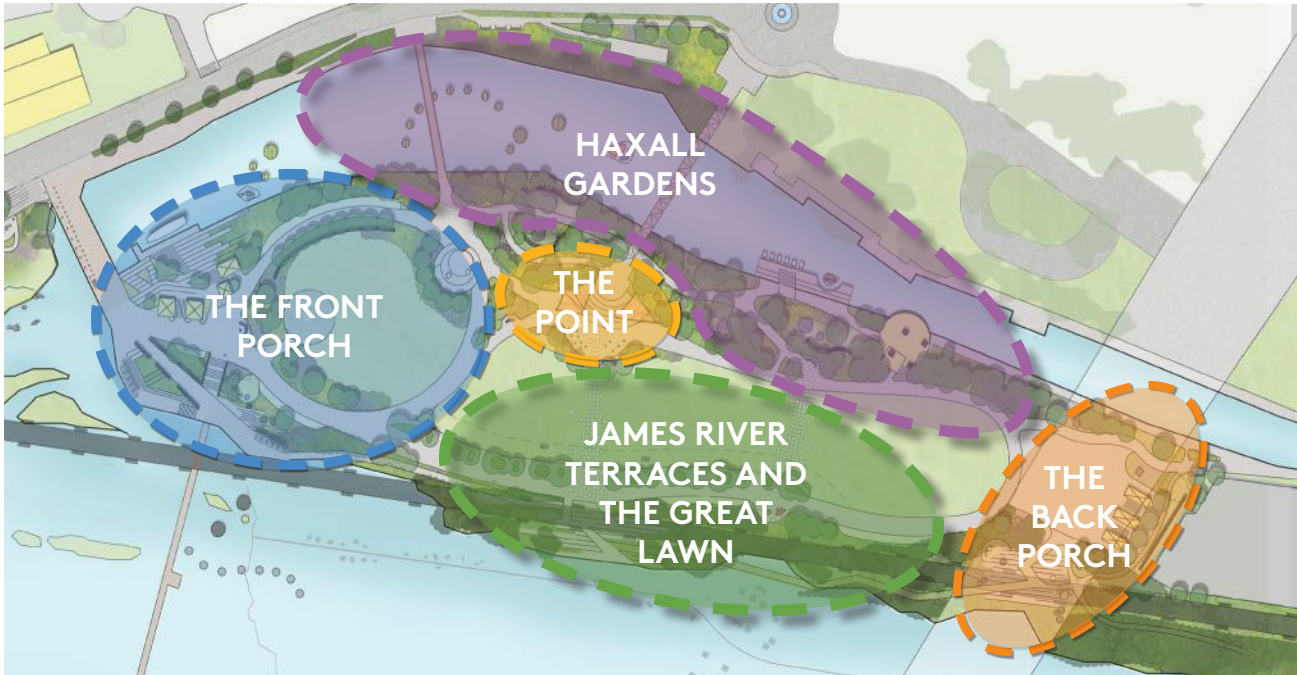 HAXALL
GARDENS
THE
POINT
THE FRONT
PORCH
JAMES RIVER
TERRACES AND
THE GREAT
LAWN
THE
BACK
PORCH